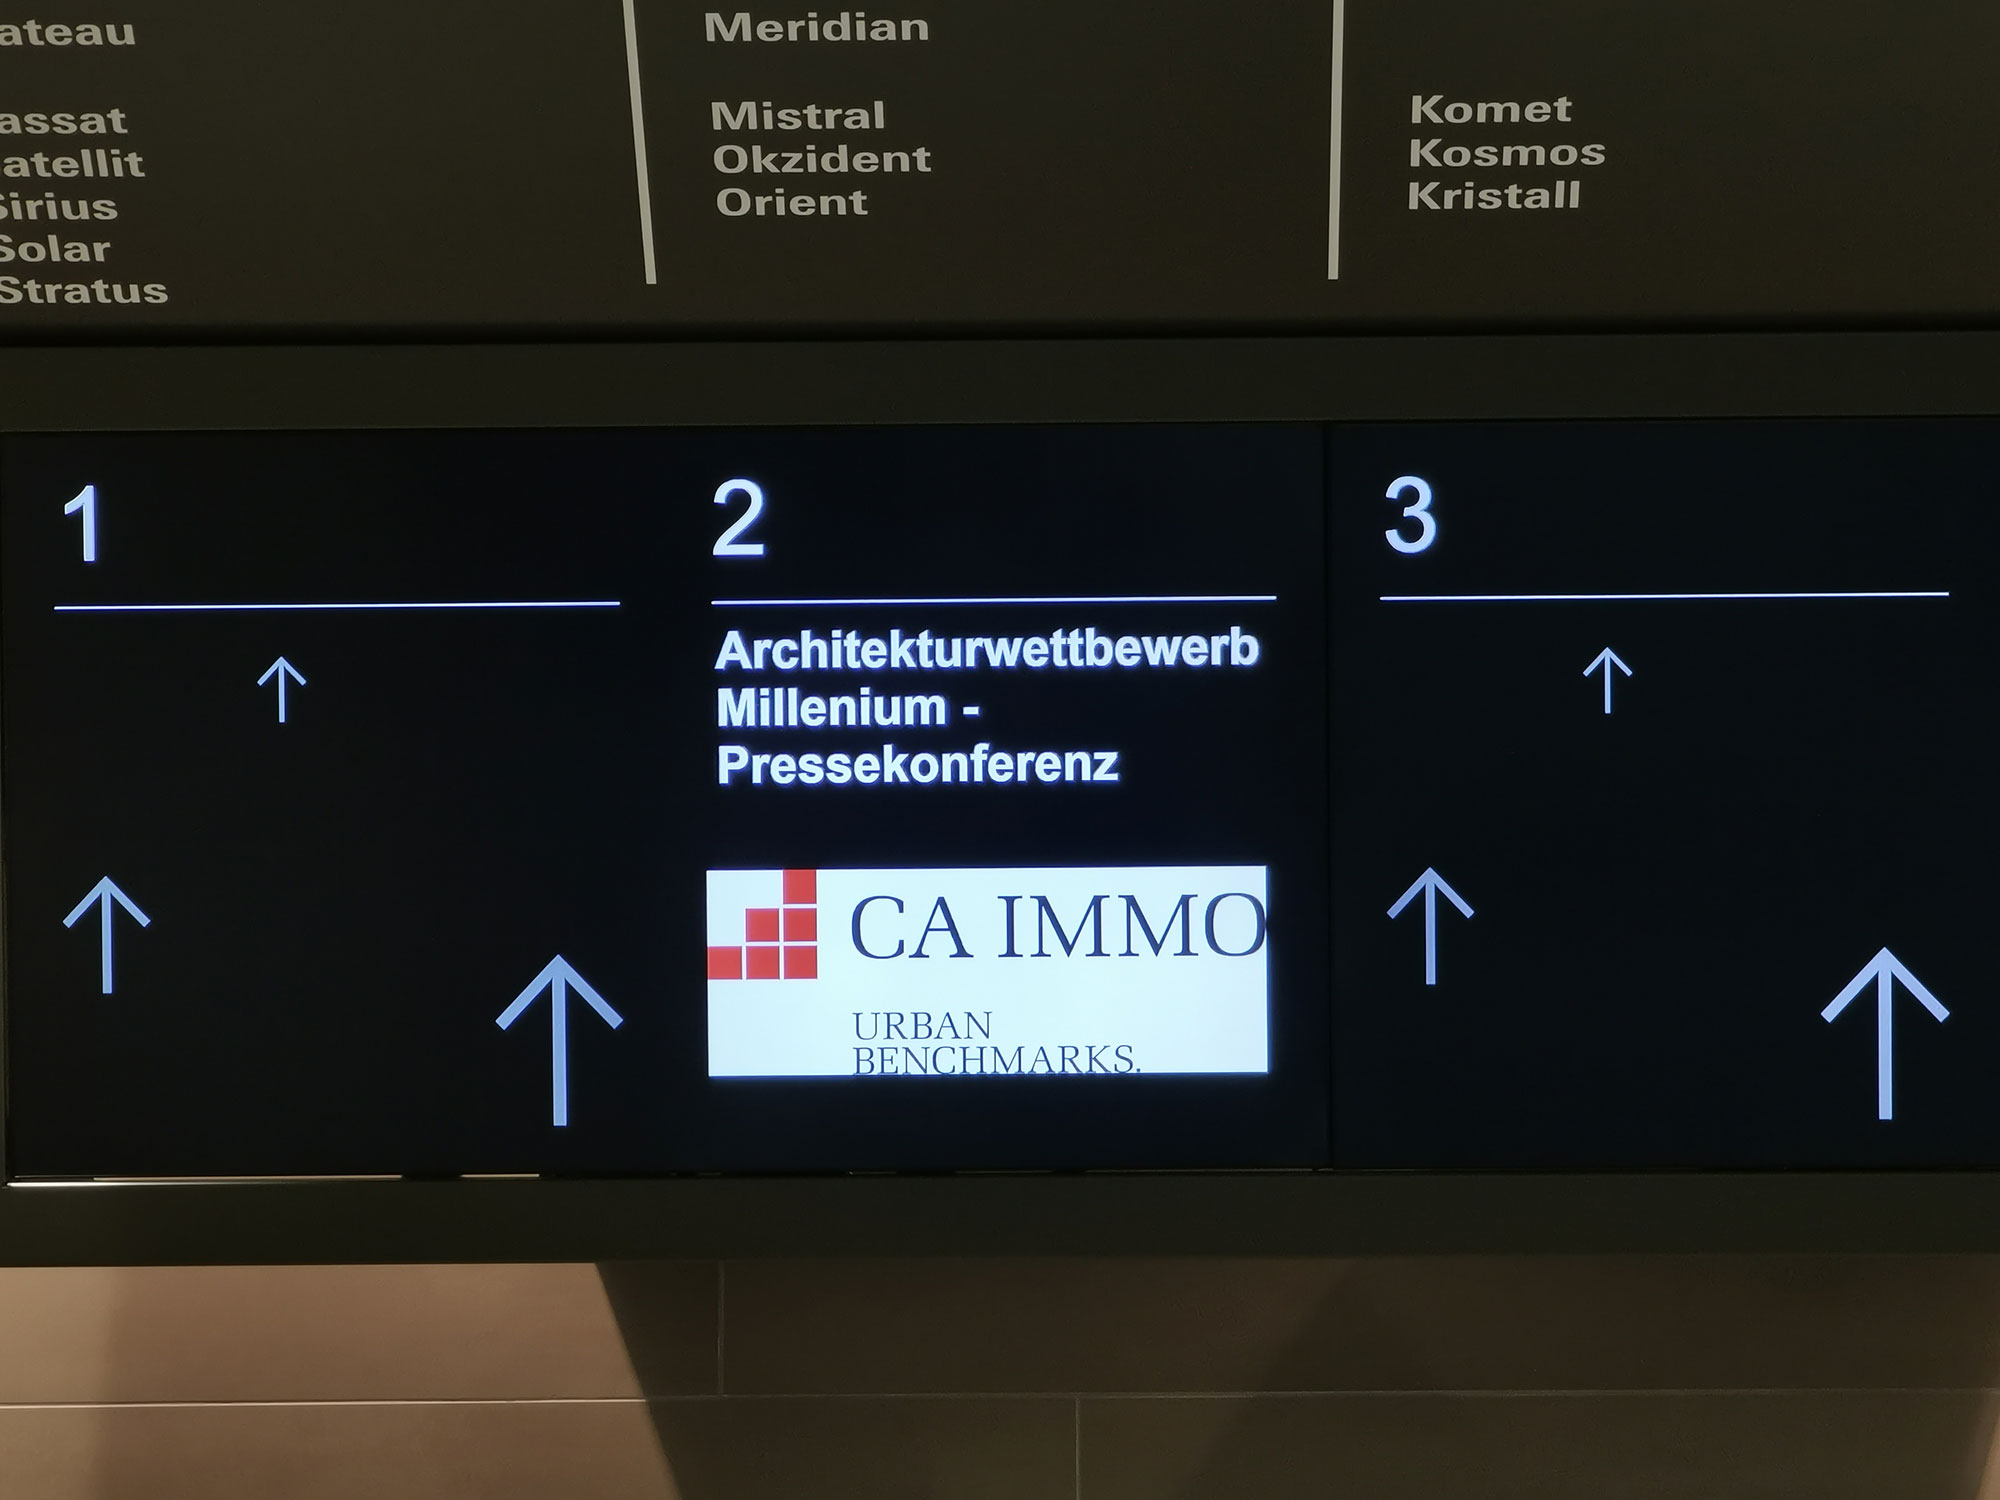 ateau
assat
atellit
Sirius
Solar
Stratus
Meridian
Mistral
Okzident
Orient
Komet
Kosmos
Kristall
1
2
Architekturwettbewerb
Millenium -
Pressekonferenz
CA IMMO
URBAN
BENCHMARKS.
3